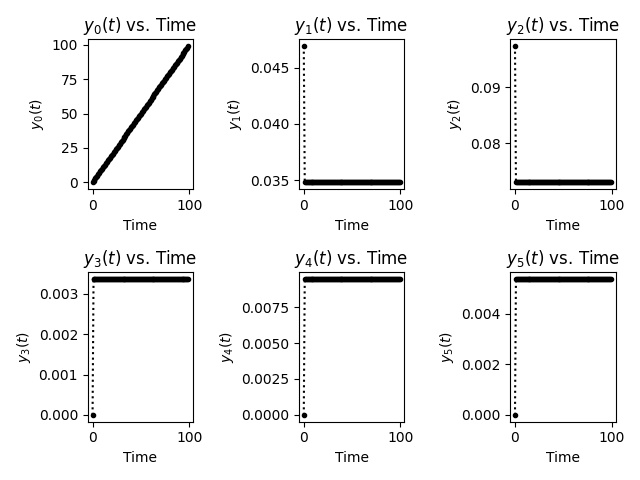 y₀(t) vs. Time
100
75
50
25
0
y₀(t)
0 100
Time
y₁(t) vs. Time
0.045
0.040
0.035
y₁(t)
0 100
Time
y₂(t) vs. Time
0.09
0.08
y₂(t)
0 100
Time
y₃(t) vs. Time
0.003
0.002
0.001
0.000
y₃(t)
0 100
Time
y₄(t) vs. Time
0.0075
0.0050
0.0025
0.0000
y₄(t)
0 100
Time
y₅(t) vs. Time
0.004
0.002
0.000
y₅(t)
0 100
Time